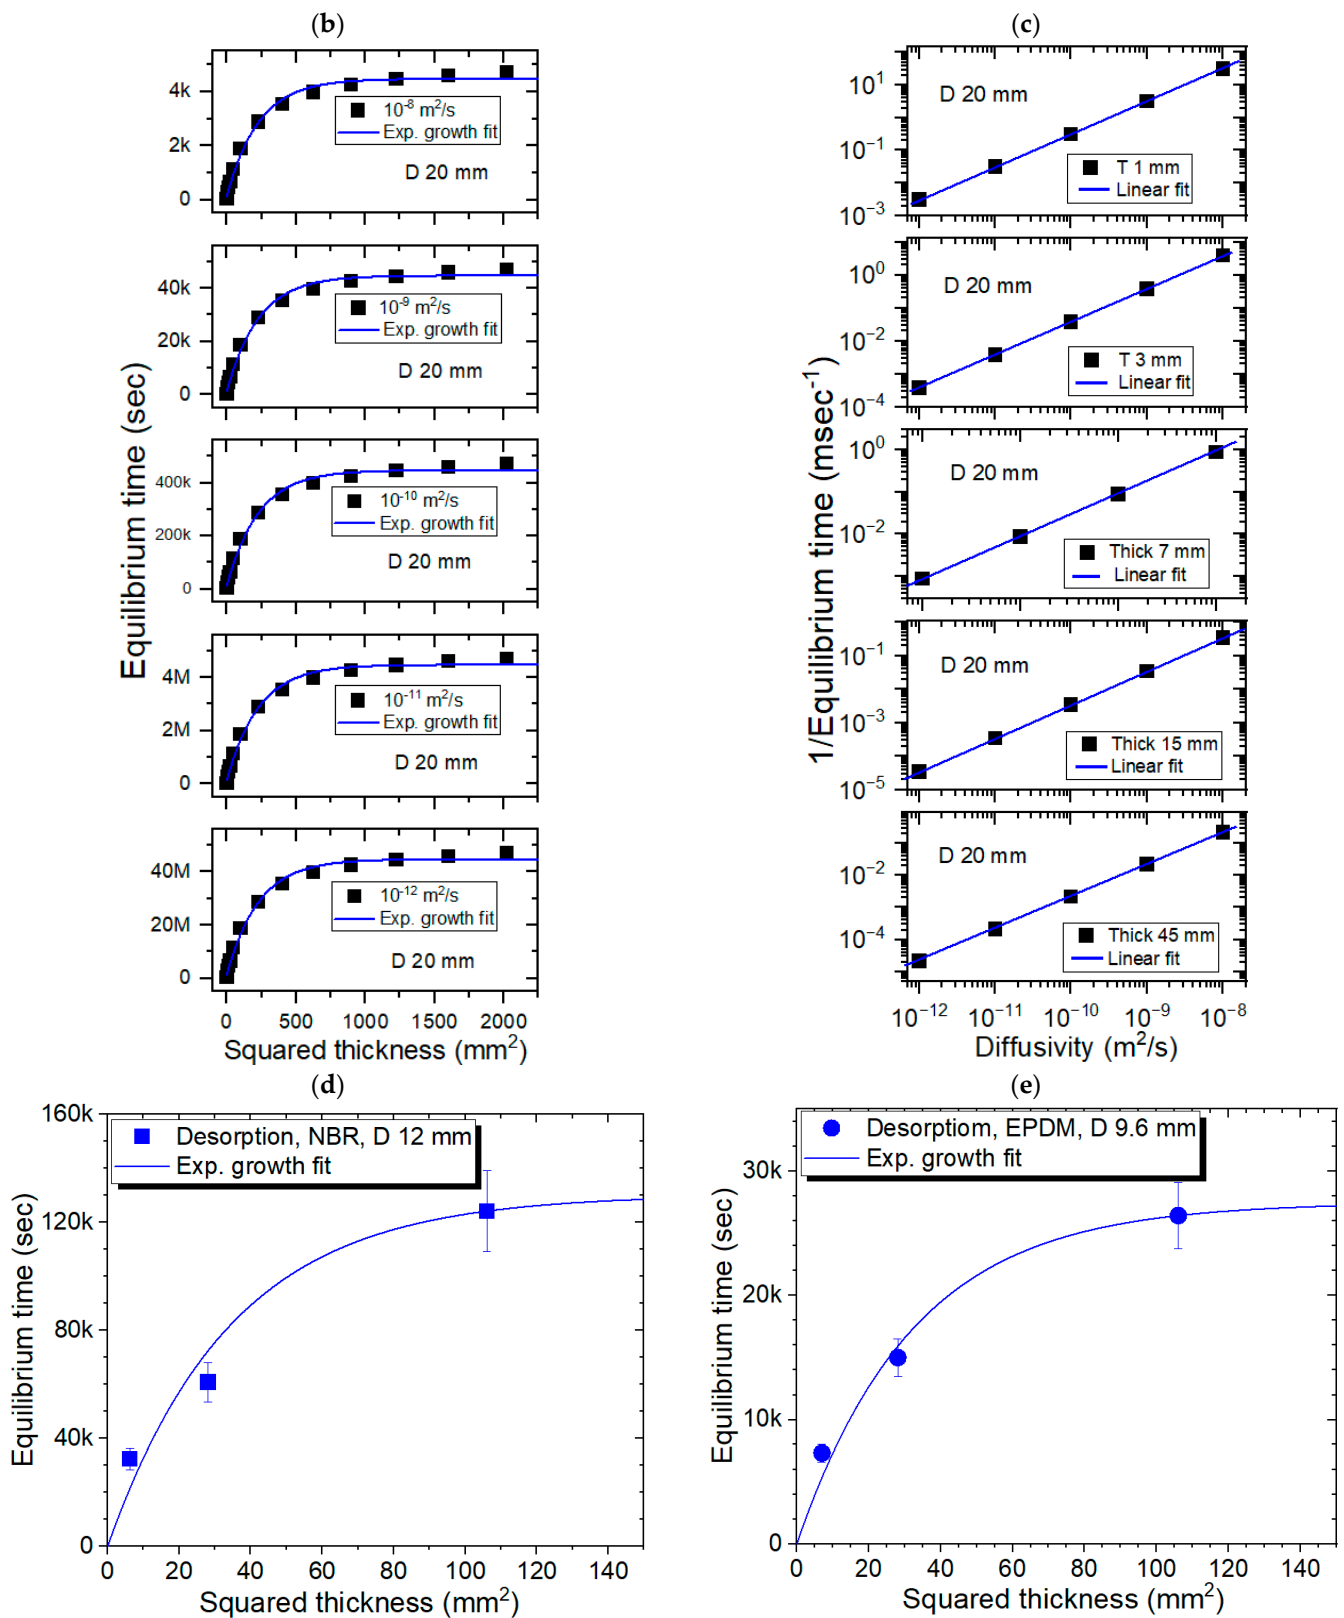 (b)
4k
2k
0
10⁻⁸ m²/s
Exp. growth fit
D 20 mm
40k
20k
0
10⁻⁹ m²/s
Exp. growth fit
D 20 mm
400k
200k
0
10⁻¹⁰ m²/s
Exp. growth fit
D 20 mm
4M
2M
0
10⁻¹¹ m²/s
Exp. growth fit
D 20 mm
40M
20M
0
10⁻¹² m²/s
Exp. growth fit
D 20 mm
0 500 1000 1500 2000
Squared thickness (mm²)
Equilibrium time (sec)
(c)
10¹
10⁻¹
10⁻³
D 20 mm
T 1 mm
Linear fit
10⁰
10⁻²
10⁻⁴
D 20 mm
T 3 mm
Linear fit
10⁰
10⁻²
D 20 mm
Thick 7 mm
Linear fit
10⁻¹
10⁻³
10⁻⁵
D 20 mm
Thick 15 mm
Linear fit
10⁻²
10⁻⁴
D 20 mm
Thick 45 mm
Linear fit
10⁻¹² 10⁻¹¹ 10⁻¹⁰ 10⁻⁹ 10⁻⁸
Diffusivity (m²/s)
1/Equilibrium time (msec⁻¹)
(d)
160k
120k
80k
40k
0
Desorption, NBR, D 12 mm
Exp. growth fit
0 20 40 60 80 100 120 140
Squared thickness (mm²)
Equilibrium time (sec)
(e)
30k
20k
10k
0
Desorptiom, EPDM, D 9.6 mm
Exp. growth fit
0 20 40 60 80 100 120 140
Squared thickness (mm²)
Equilibrium time (sec)